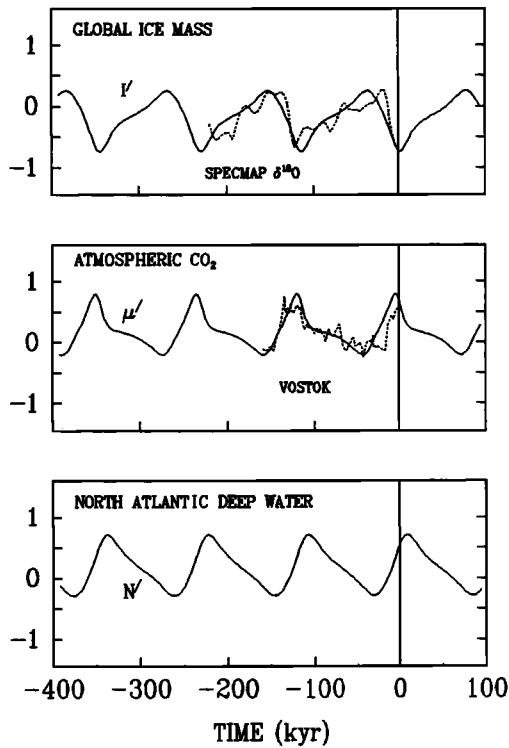 GLOBAL ICE MASS
1
0
-1
I′
SPECMAP δ¹⁸O
ATMOSPHERIC CO₂
1
0
-1
μ′
VOSTOK
NORTH ATLANTIC DEEP WATER
1
0
-1
N′
-400 -300 -200 -100 0 100
TIME (kyr)